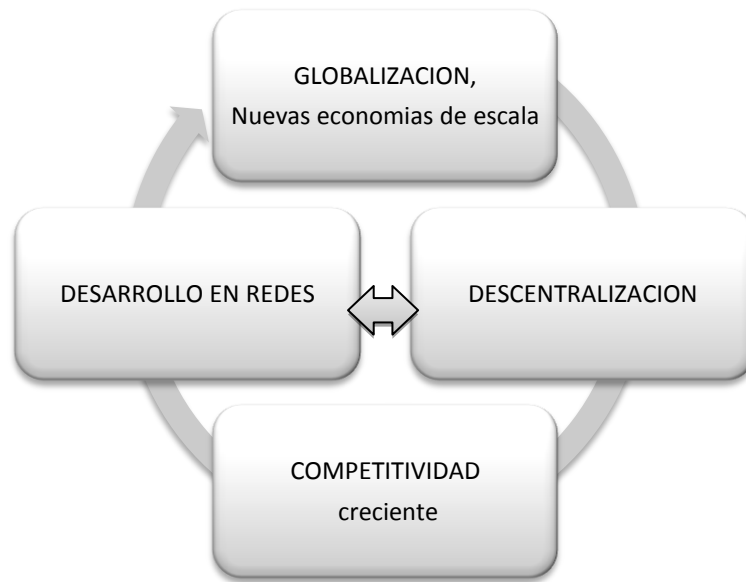 GLOBALIZACION,
Nuevas economias de escala
DESARROLLO EN REDES
DESCENTRALIZACION
COMPETITIVIDAD
creciente